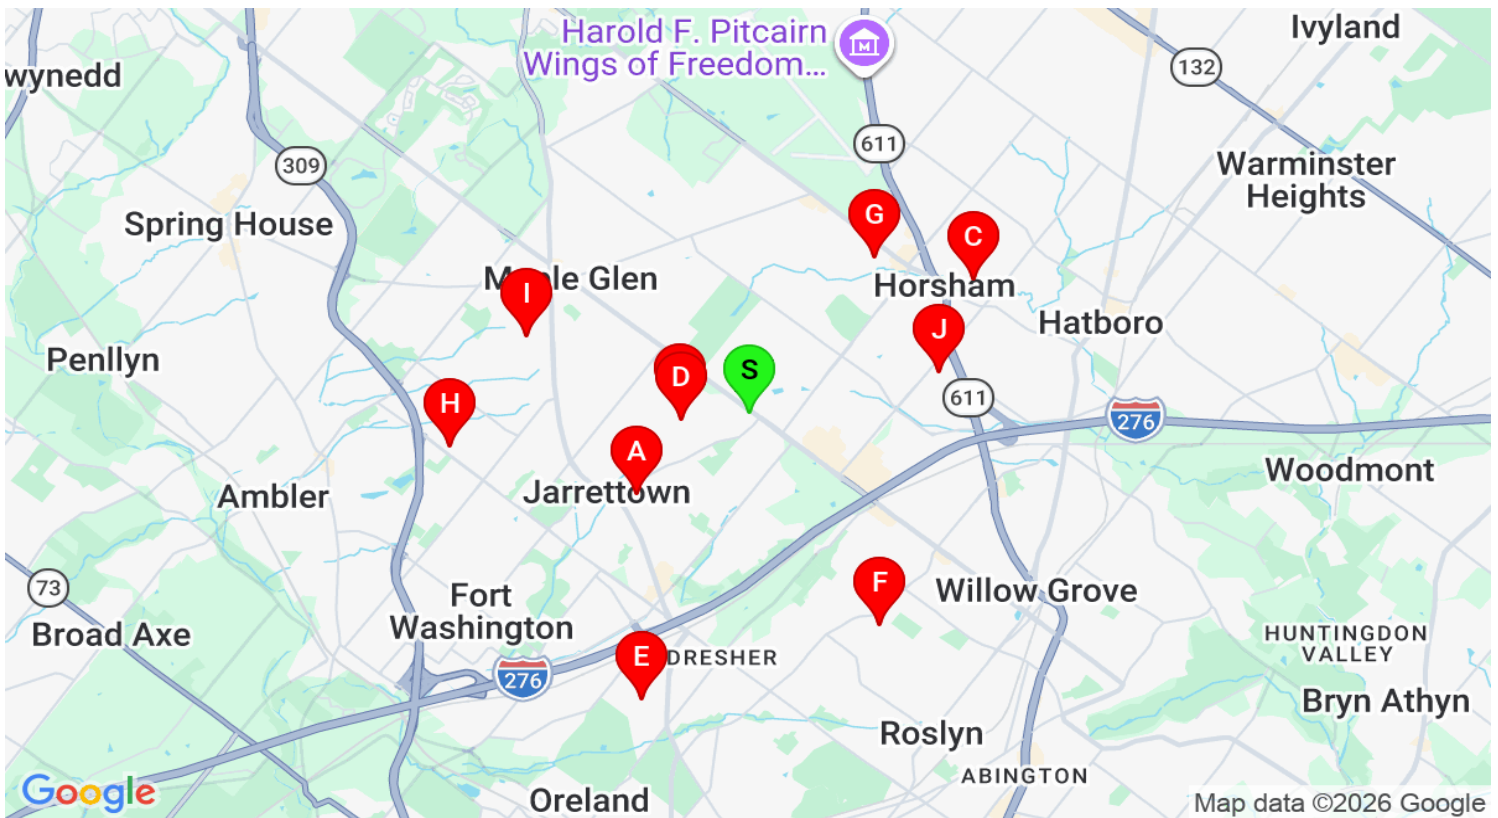 Harold F. Pitcairn
Wings of Freedom...
Ivyland
132
wynedd
611
309
Warminster
Heights
Spring House
G
C
Maple Glen
I
Horsham
Hatboro
J
Penllyn
D
S
H
611
276
A
Jarrettown
Woodmont
Ambler
73
Fort
Washington
F
Willow Grove
Broad Axe
HUNTINGDON
VALLEY
E
DRESHER
276
Bryn Athyn
Roslyn
ABINGTON
Google
Oreland
Map data ©2026 Google